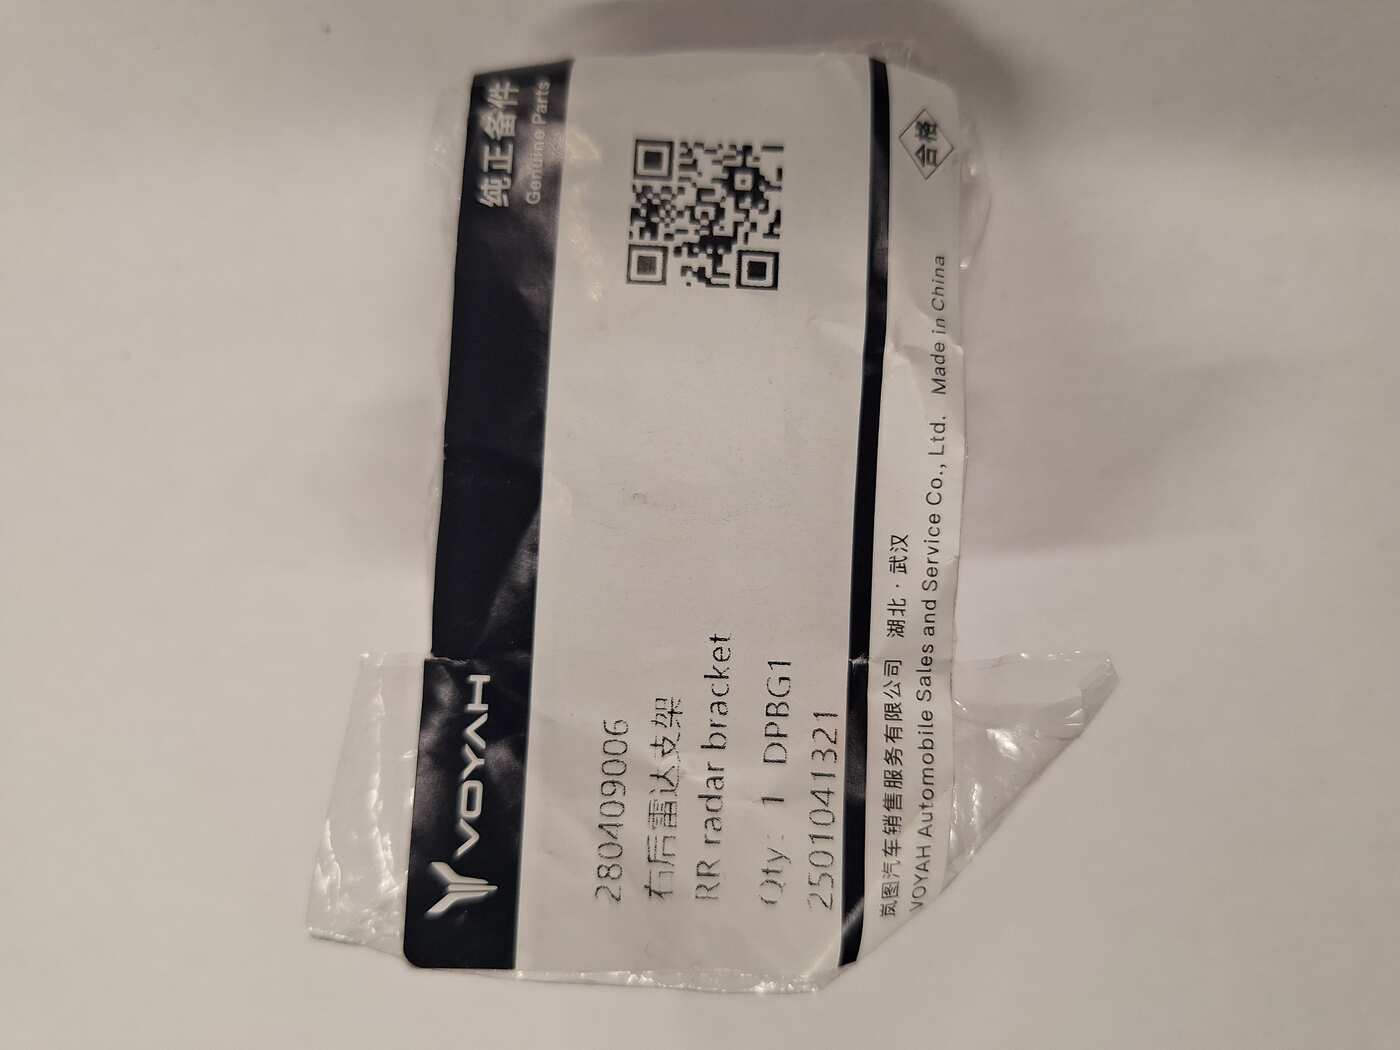 VOYAH
纯正备件
Genuine Parts
280409006
右后雷达支架
RR radar bracket
Qty: 1 DPBG1
2501041321
合格
岚图汽车销售服务有限公司 湖北·武汉
VOYAH Automobile Sales and Service Co., Ltd. Made in China